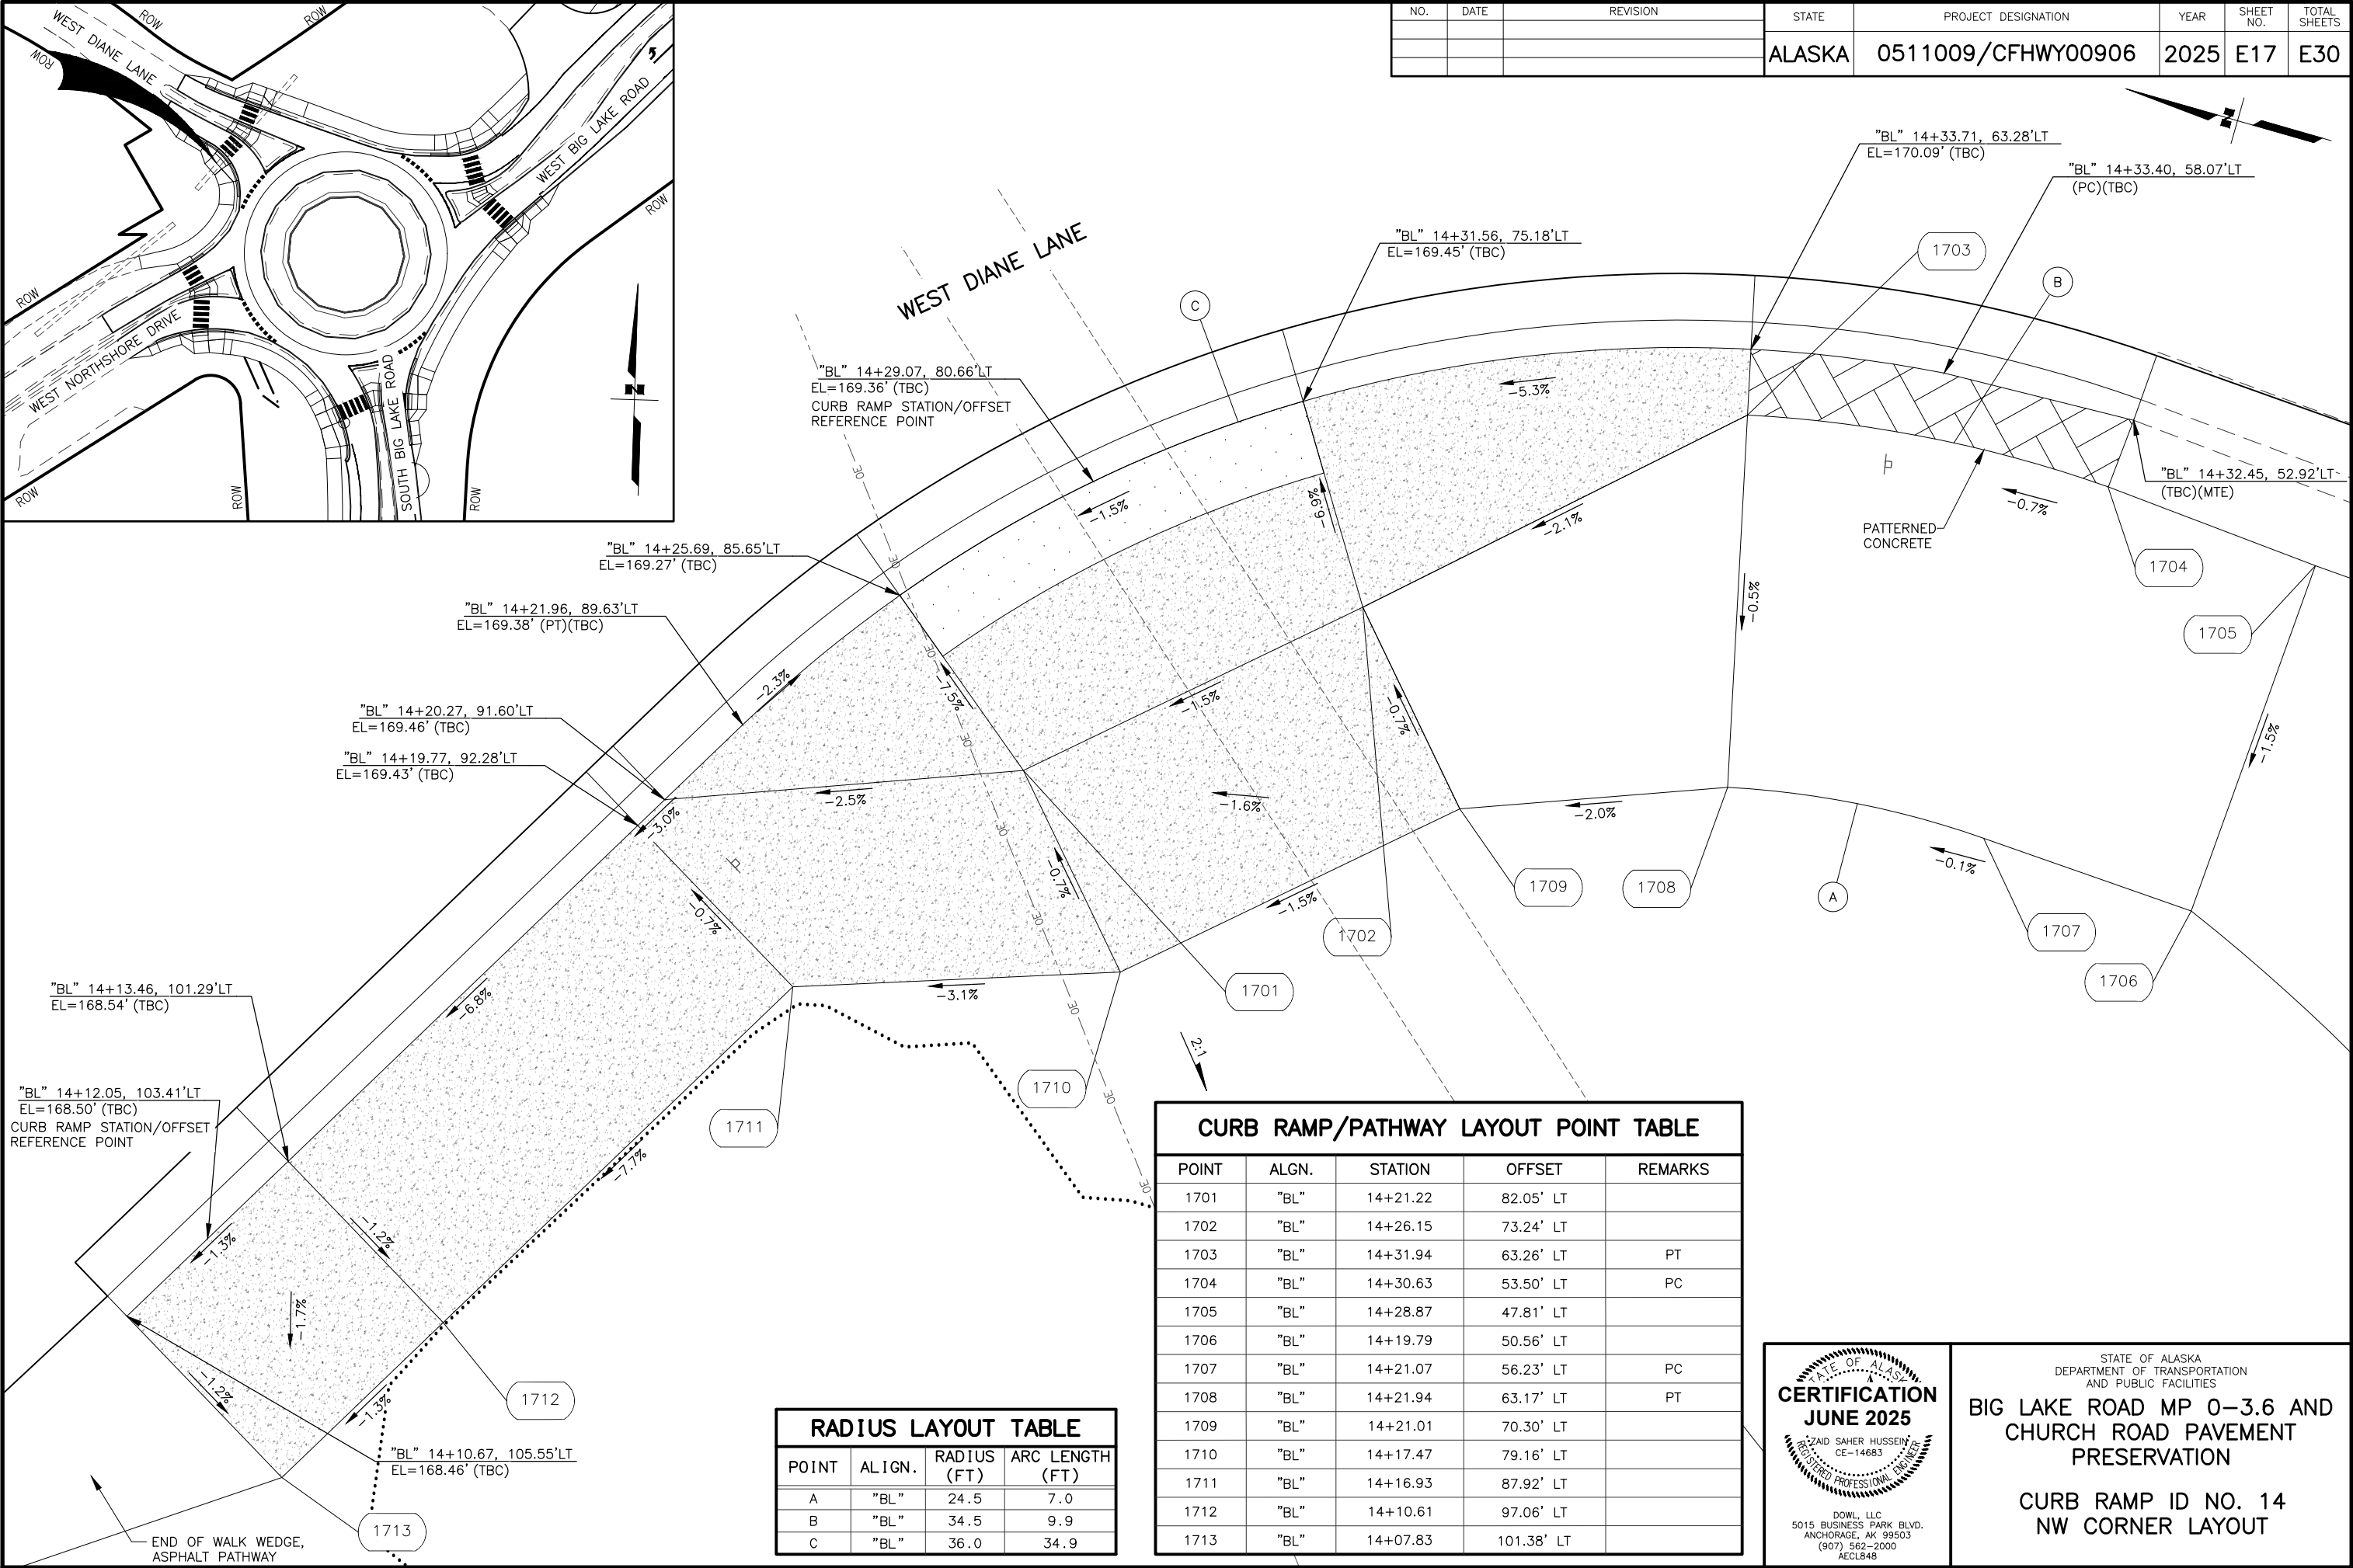 NO. DATE REVISION
STATE PROJECT DESIGNATION YEAR SHEET NO. TOTAL SHEETS
ALASKA 0511009/CFHWY00906 2025 E17 E30
WEST DIANE LANE
ROW
ROW
ROW
WEST BIG LAKE ROAD
ROW
ROW
WEST NORTHSHORE DRIVE
SOUTH BIG LAKE ROAD
ROW
ROW
ROW
N
N
"BL" 14+33.71, 63.28'LT
EL=170.09' (TBC)
"BL" 14+33.40, 58.07'LT
(PC)(TBC)
1703
B
"BL" 14+31.56, 75.18'LT
EL=169.45' (TBC)
WEST DIANE LANE
C
"BL" 14+29.07, 80.66'LT
EL=169.36' (TBC)
CURB RAMP STATION/OFFSET
REFERENCE POINT
-5.3%
"BL" 14+32.45, 52.92'LT
(TBC)(MTE)
-0.7%
PATTERNED
CONCRETE
1704
1705
-1.5%
-6.9%
-2.1%
-0.5%
-1.5%
"BL" 14+25.69, 85.65'LT
EL=169.27' (TBC)
"BL" 14+21.96, 89.63'LT
EL=169.38' (PT)(TBC)
"BL" 14+20.27, 91.60'LT
EL=169.46' (TBC)
"BL" 14+19.77, 92.28'LT
EL=169.43' (TBC)
-2.3%
-7.5%
-1.5%
-0.7%
-3.0%
-2.5%
-1.6%
-2.0%
-0.1%
-0.7%
-0.7%
-1.5%
-3.1%
OE
OE
OE
OE
OE
OE
OE
OE
OE
1709
1708
A
1707
1706
1702
1701
1710
1711
2:1
"BL" 14+13.46, 101.29'LT
EL=168.54' (TBC)
-6.8%
-7.7%
"BL" 14+12.05, 103.41'LT
EL=168.50' (TBC)
CURB RAMP STATION/OFFSET
REFERENCE POINT
-1.3%
-1.2%
-1.7%
-1.2%
-1.3%
1712
"BL" 14+10.67, 105.55'LT
EL=168.46' (TBC)
1713
END OF WALK WEDGE,
ASPHALT PATHWAY
RADIUS LAYOUT TABLE
POINT ALIGN. RADIUS (FT) ARC LENGTH (FT)
A "BL" 24.5 7.0
B "BL" 34.5 9.9
C "BL" 36.0 34.9
CURB RAMP/PATHWAY LAYOUT POINT TABLE
POINT ALGN. STATION OFFSET REMARKS
1701 "BL" 14+21.22 82.05' LT
1702 "BL" 14+26.15 73.24' LT
1703 "BL" 14+31.94 63.26' LT PT
1704 "BL" 14+30.63 53.50' LT PC
1705 "BL" 14+28.87 47.81' LT
1706 "BL" 14+19.79 50.56' LT
1707 "BL" 14+21.07 56.23' LT PC
1708 "BL" 14+21.94 63.17' LT PT
1709 "BL" 14+21.01 70.30' LT
1710 "BL" 14+17.47 79.16' LT
1711 "BL" 14+16.93 87.92' LT
1712 "BL" 14+10.61 97.06' LT
1713 "BL" 14+07.83 101.38' LT
STATE OF ALASKA
CERTIFICATION
JUNE 2025
ZAID SAHER HUSSEIN
CE-14683
REGISTERED PROFESSIONAL ENGINEER
DOWL, LLC
5015 BUSINESS PARK BLVD.
ANCHORAGE, AK 99503
(907) 562-2000
AECL848
STATE OF ALASKA
DEPARTMENT OF TRANSPORTATION
AND PUBLIC FACILITIES
BIG LAKE ROAD MP 0-3.6 AND
CHURCH ROAD PAVEMENT
PRESERVATION
CURB RAMP ID NO. 14
NW CORNER LAYOUT